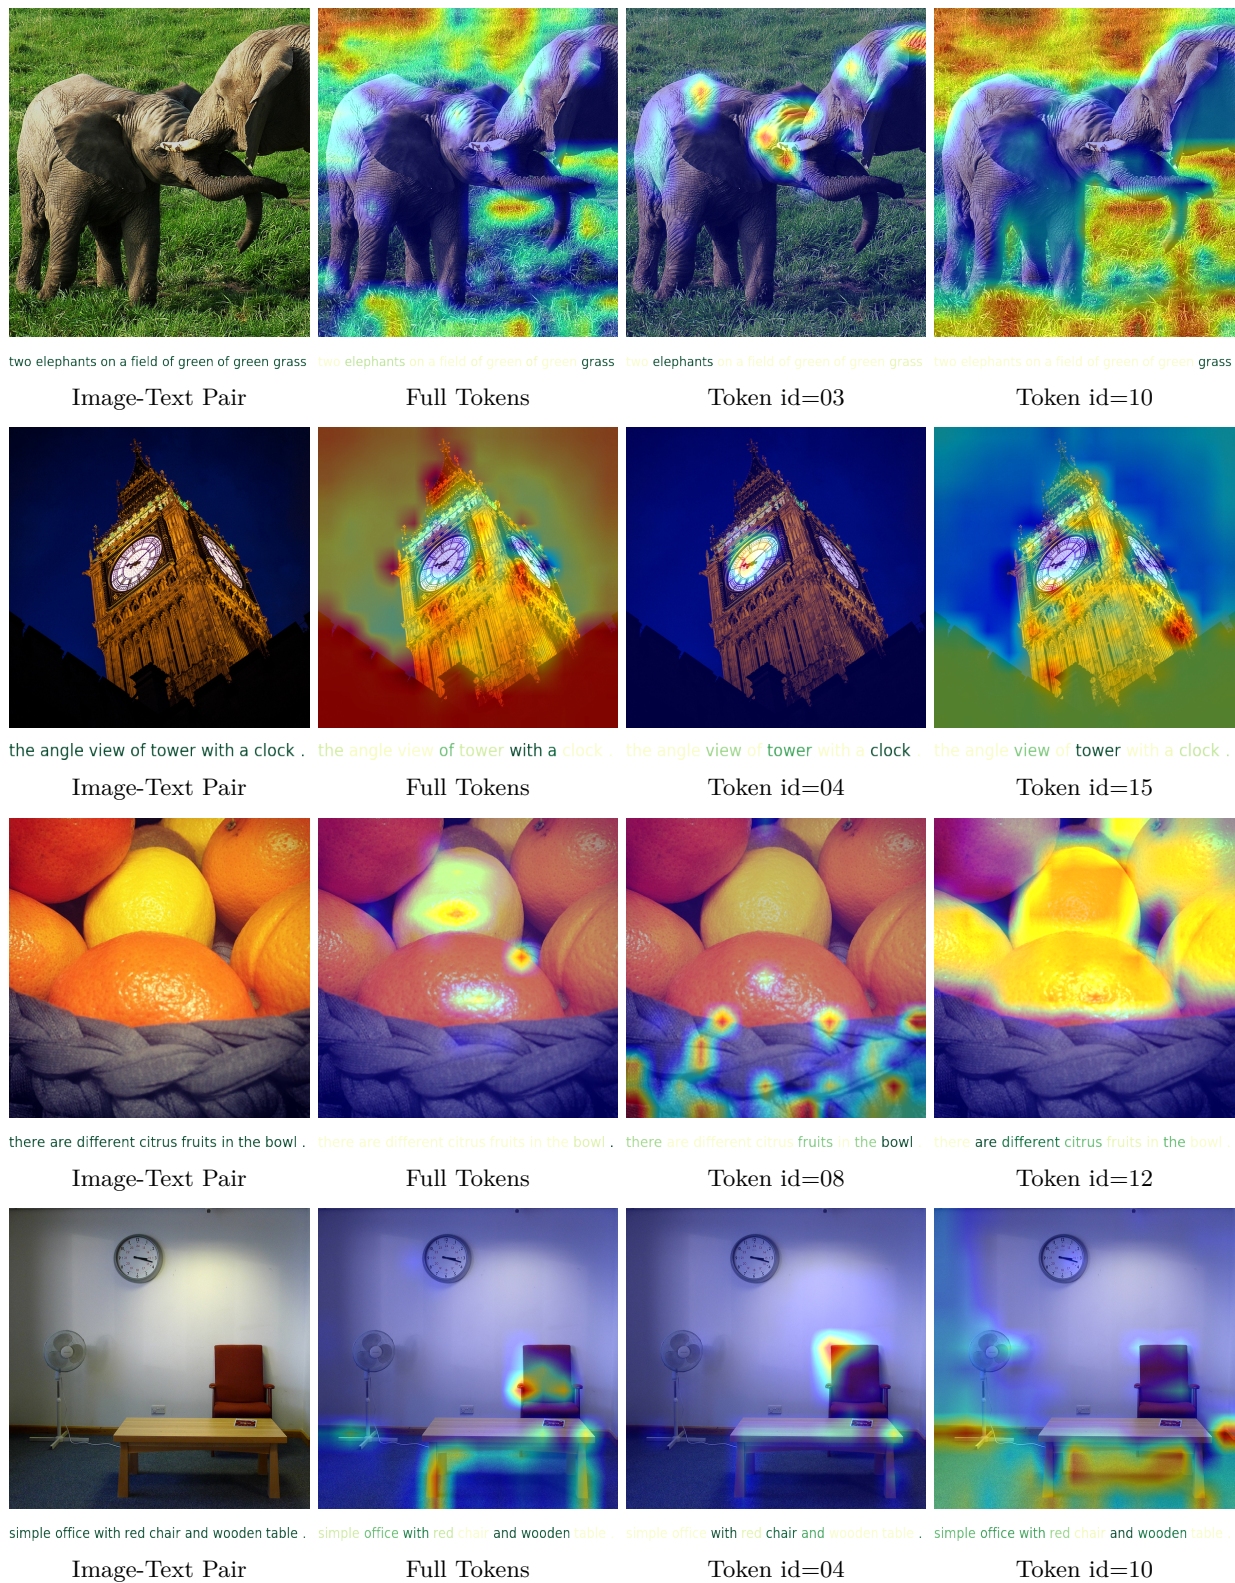 two elephants on a field of green of green grass two elephants on a field of green of green grass two elephants on a field of green of green grass two elephants on a field of green of green grass
Image-Text Pair Full Tokens Token id=03 Token id=10
the angle view of tower with a clock . the angle view of tower with a clock . the angle view of tower with a clock the angle view of tower with a clock .
Image-Text Pair Full Tokens Token id=04 Token id=15
there are different citrus fruits in the bowl . there are different citrus fruits in the bowl . there are different citrus fruits in the bowl there are different citrus fruits in the bowl
Image-Text Pair Full Tokens Token id=08 Token id=12
simple office with red chair and wooden table . simple office with red chair and wooden table . simple office with red chair and wooden table . simple office with red chair and wooden table
Image-Text Pair Full Tokens Token id=04 Token id=10